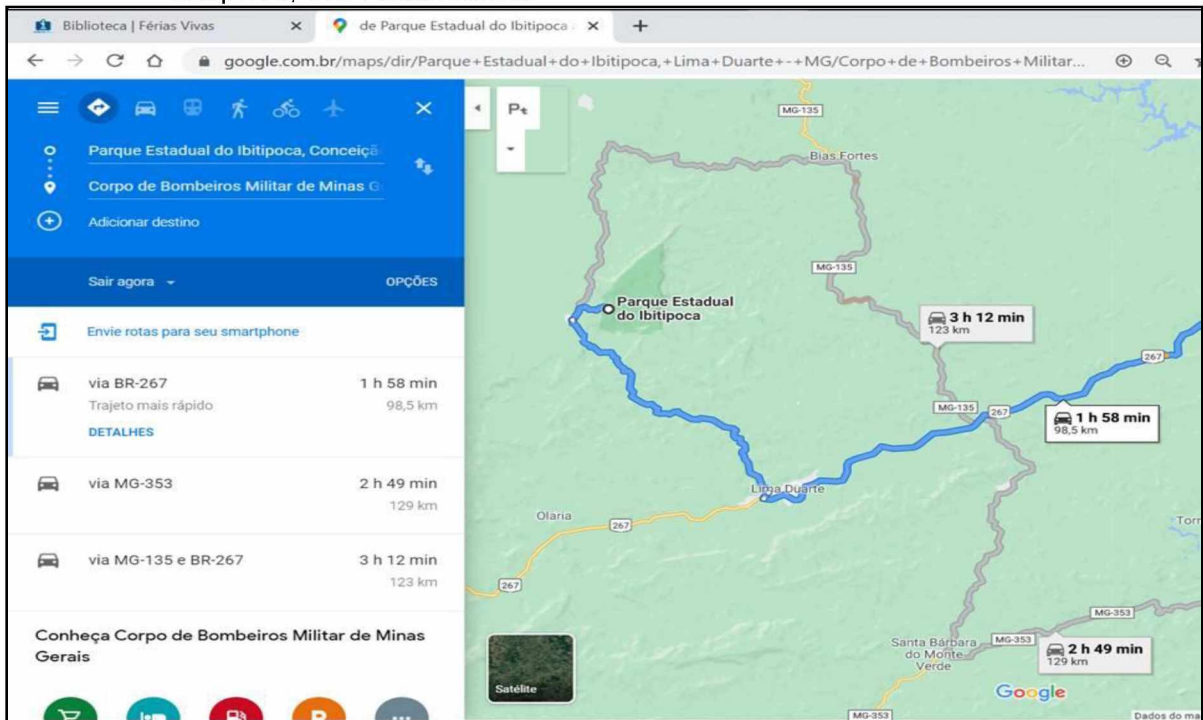 Biblioteca | Férias Vivas
de Parque Estadual do Ibitipoca
google.com.br/maps/dir/Parque+Estadual+do+Ibitipoca,+Lima+Duarte+-+MG/Corpo+de+Bombeiros+Militar...
Parque Estadual do Ibitipoca, Conceiçã
Corpo de Bombeiros Militar de Minas G
Adicionar destino
Sair agora
OPÇÕES
Envie rotas para seu smartphone
via BR-267 1 h 58 min
Trajeto mais rápido 98,5 km
DETALHES
via MG-353 2 h 49 min
129 km
via MG-135 e BR-267 3 h 12 min
123 km
Conheça Corpo de Bombeiros Militar de Minas
Gerais
P
MG-135
Bias Fortes
MG-135
Parque Estadual
do Ibitipoca
3 h 12 min
123 km
267
MG-135
267
1 h 58 min
98,5 km
Lima Duarte
Olaria
267
267
MG-353
Santa Bárbara
do Monte
Verde
MG-353
2 h 49 min
129 km
Satélite
Google
MG-353
Dados do ma